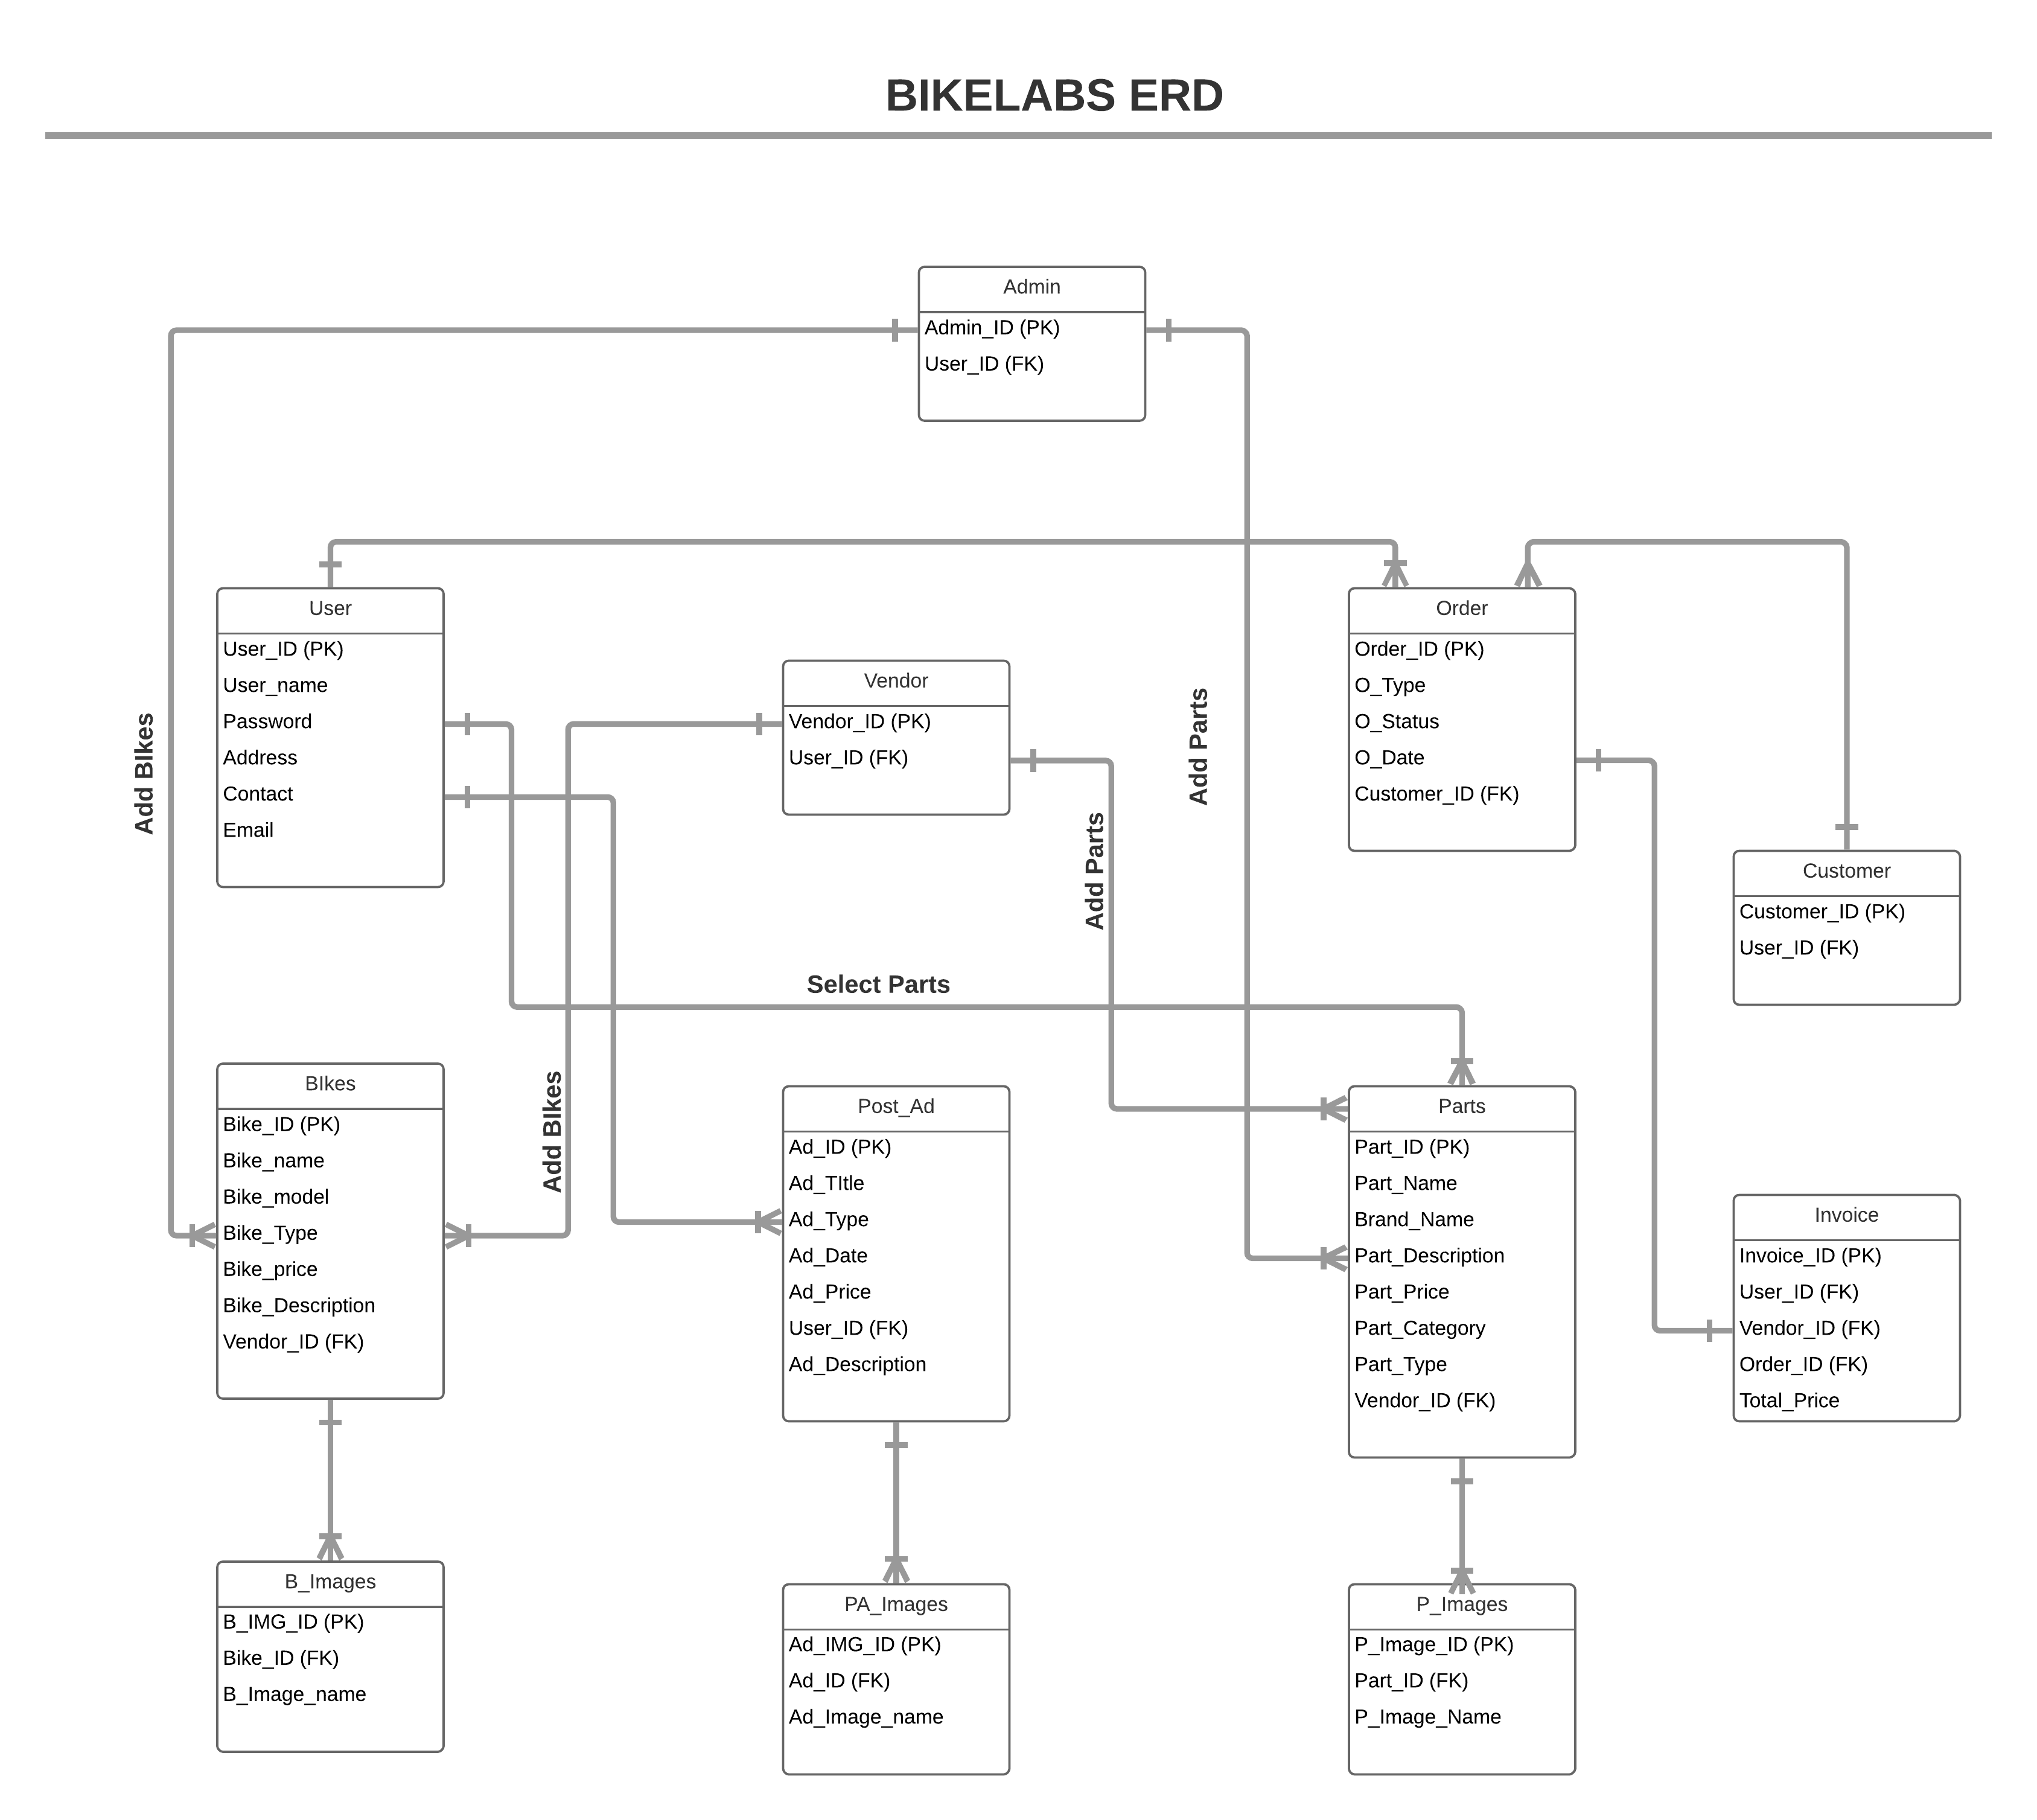 BIKELABS ERD
Admin
Admin_ID (PK)
User_ID (FK)
User
User_ID (PK)
User_name
Password
Address
Contact
Email
Vendor
Vendor_ID (PK)
User_ID (FK)
Order
Order_ID (PK)
O_Type
O_Status
O_Date
Customer_ID (FK)
Customer
Customer_ID (PK)
User_ID (FK)
Add BIkes
Add Parts
Add Parts
Select Parts
Add BIkes
BIkes
Bike_ID (PK)
Bike_name
Bike_model
Bike_Type
Bike_price
Bike_Description
Vendor_ID (FK)
Post_Ad
Ad_ID (PK)
Ad_TItle
Ad_Type
Ad_Date
Ad_Price
User_ID (FK)
Ad_Description
Parts
Part_ID (PK)
Part_Name
Brand_Name
Part_Description
Part_Price
Part_Category
Part_Type
Vendor_ID (FK)
Invoice
Invoice_ID (PK)
User_ID (FK)
Vendor_ID (FK)
Order_ID (FK)
Total_Price
B_Images
B_IMG_ID (PK)
Bike_ID (FK)
B_Image_name
PA_Images
Ad_IMG_ID (PK)
Ad_ID (FK)
Ad_Image_name
P_Images
P_Image_ID (PK)
Part_ID (FK)
P_Image_Name